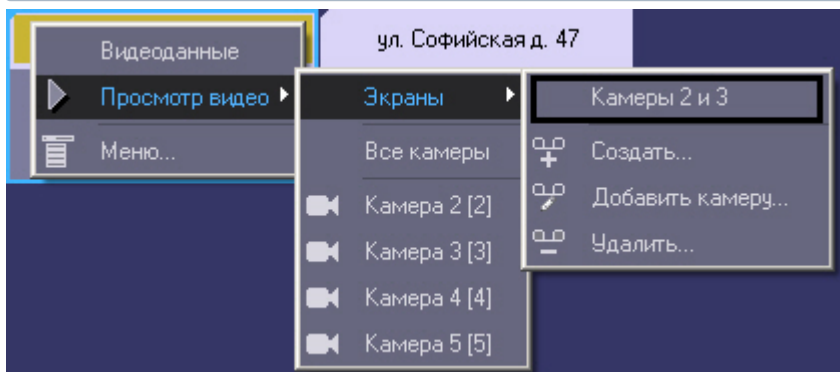 ул. Софийская д. 47
Видеоданные
Просмотр видео
Меню...
Экраны
Все камеры
Камера 2 [2]
Камера 3 [3]
Камера 4 [4]
Камера 5 [5]
Камеры 2 и 3
Создать...
Добавить камеру...
Удалить...